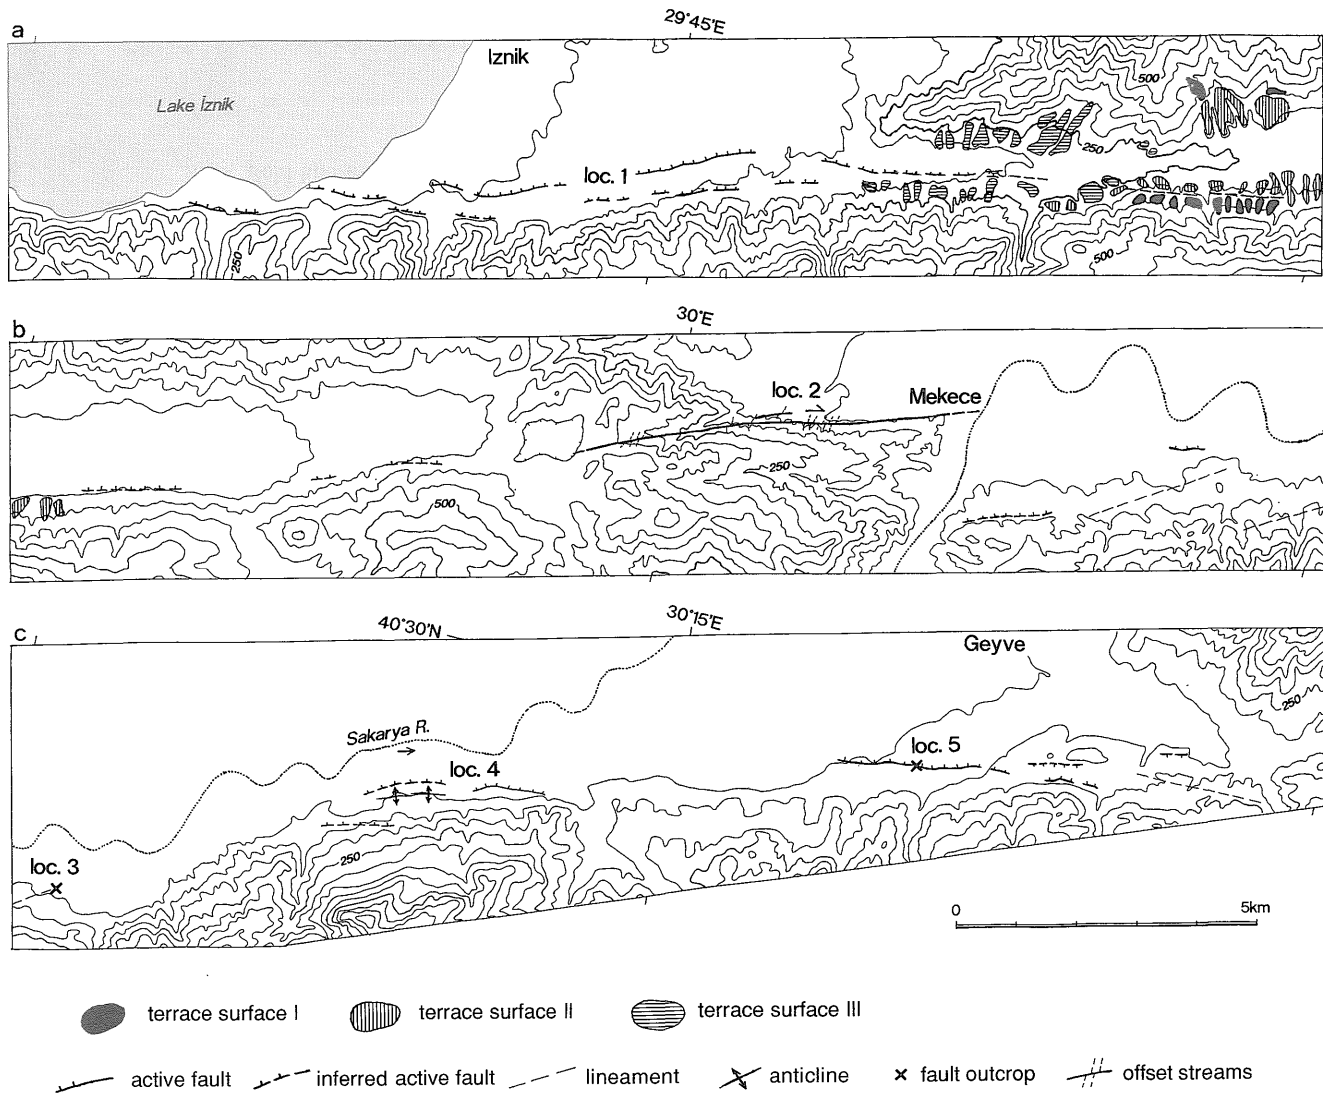 a
29°45'E
Iznik
Lake İznik
500
250
loc. 1
250
500
b
30°E
loc. 2
Mekece
250
500
c
40°30'N
30°15'E
Geyve
250
Sakarya R.
loc. 5
loc. 4
250
loc. 3
0 5km
terrace surface I terrace surface II terrace surface III
active fault inferred active fault lineament anticline fault outcrop offset streams